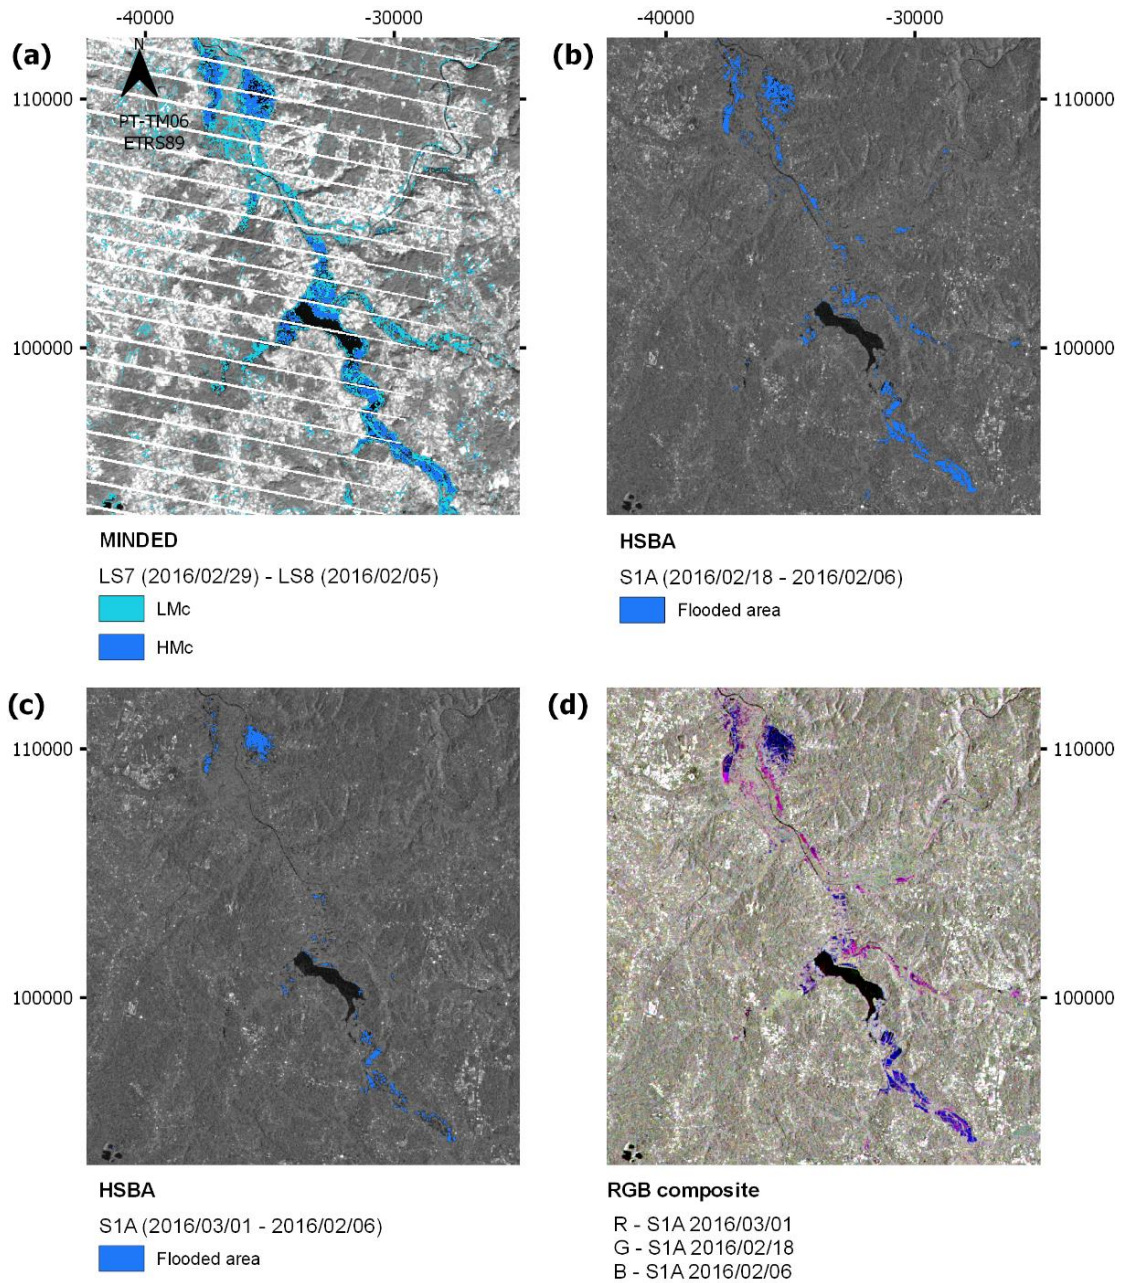 -40000 -30000 -40000 -30000
(a) N (b)
110000 110000
PT-TM06
ETRS89
100000 100000
MINDED
LS7 (2016/02/29) - LS8 (2016/02/05)
LMc
HMc
HSBA
S1A (2016/02/18 - 2016/02/06)
Flooded area
(c) (d)
110000 110000
100000 100000
HSBA
S1A (2016/03/01 - 2016/02/06)
Flooded area
RGB composite
R - S1A 2016/03/01
G - S1A 2016/02/18
B - S1A 2016/02/06